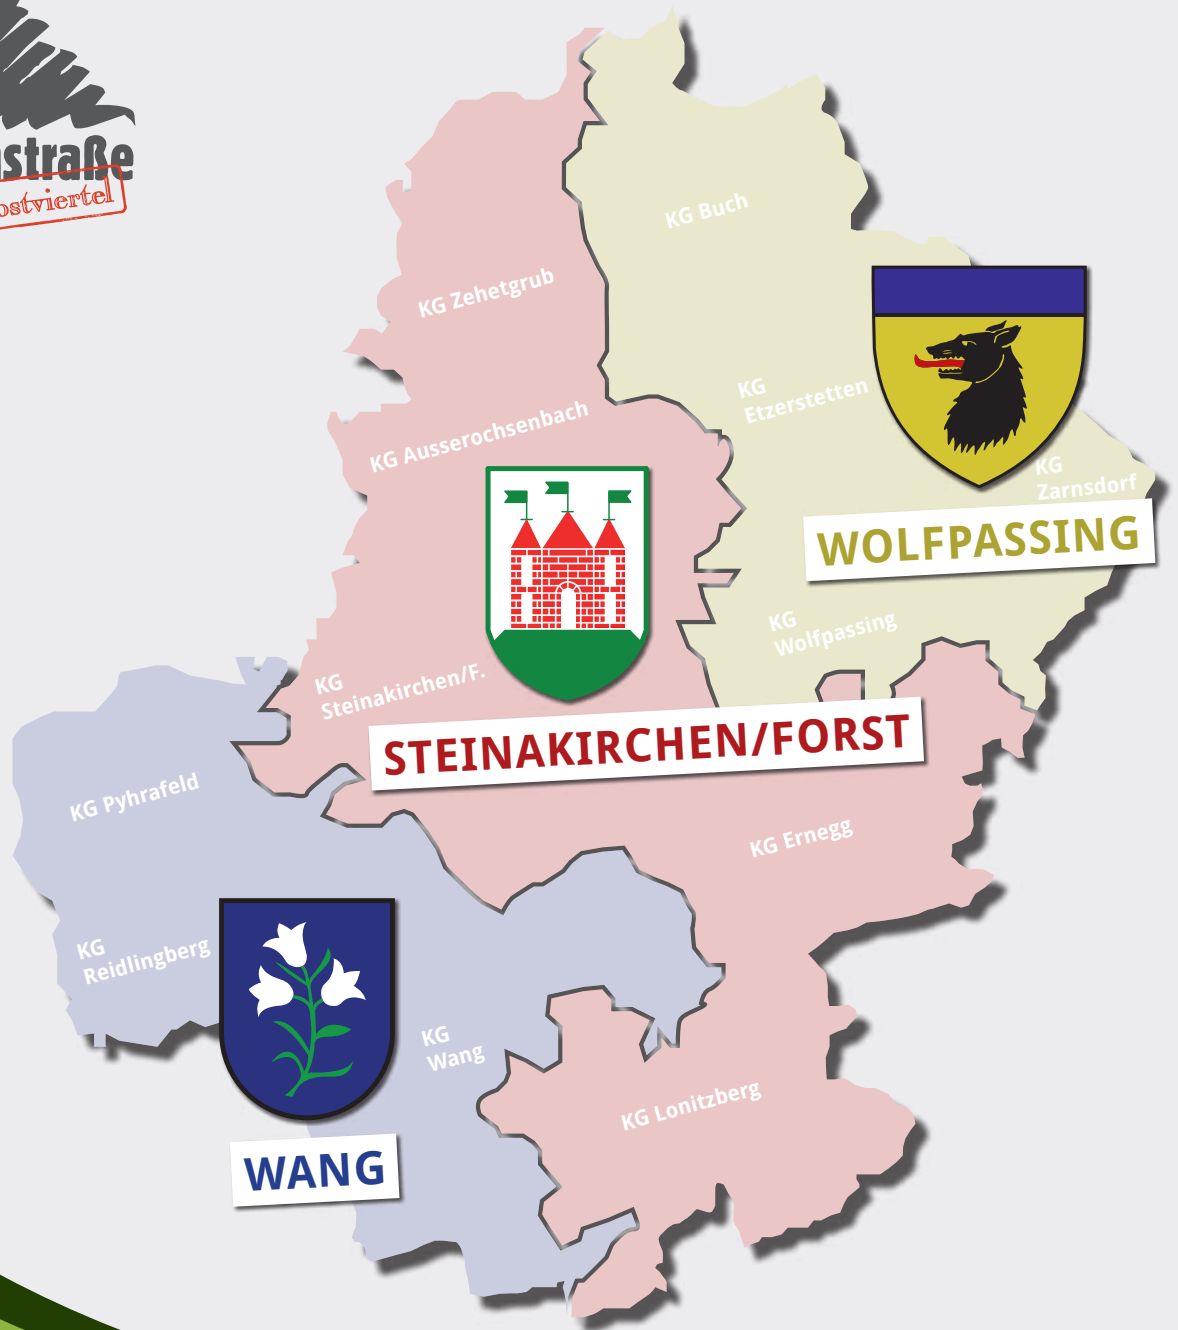 straße
ostviertel
KG Buch
KG Zehetgrub
KG
Etzerstetten
KG Ausserochsenbach
KG
Zarnsdorf
WOLFPASSING
KG
Wolfpassing
KG
Steinakirchen/F.
STEINAKIRCHEN/FORST
KG Pyhrafeld
KG Ernegg
KG
Reidlingberg
KG
Wang
KG Lonitzberg
WANG